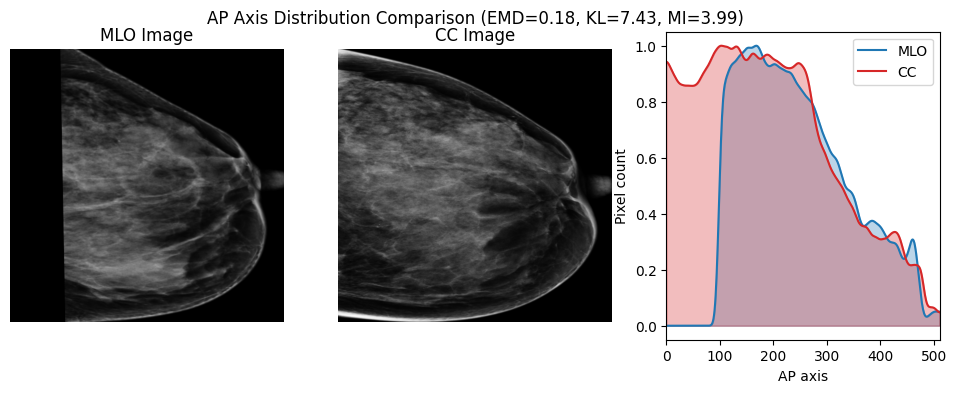 AP Axis Distribution Comparison (EMD=0.18, KL=7.43, MI=3.99)
MLO Image
CC Image
MLO
CC
Pixel count
1.0
0.8
0.6
0.4
0.2
0.0
0 100 200 300 400 500
AP axis